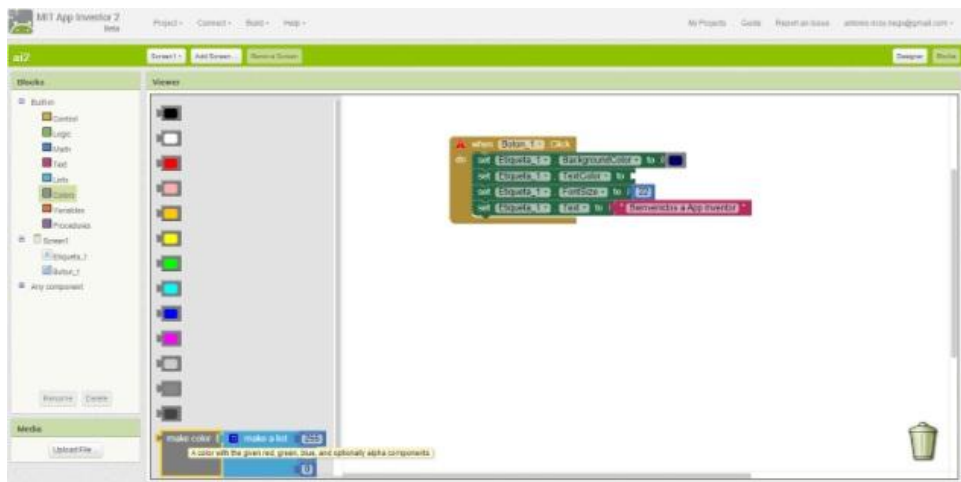 MIT App Inventor 2
Beta
Project Connect Build Help
My Projects Guide Report an Issue
ai2
Screen1 Add Screen ... Remove Screen
Designer Blocks
Blocks
Viewer
Built-in
Control
Logic
Math
Text
Lists
Colors
Variables
Procedures
Screen1
Etiqueta_1
Boton_1
Any component
Rename Delete
Media
Upload File ...
when Boton_1 .Click
do set Etiqueta_1 . BackgroundColor to
set Etiqueta_1 . TextColor to
set Etiqueta_1 . FontSize to 22
set Etiqueta_1 . Text to " Bienvenidos a App Inventor "
make color make a list 255
A color with the given red, green, blue, and optionally alpha components.
0